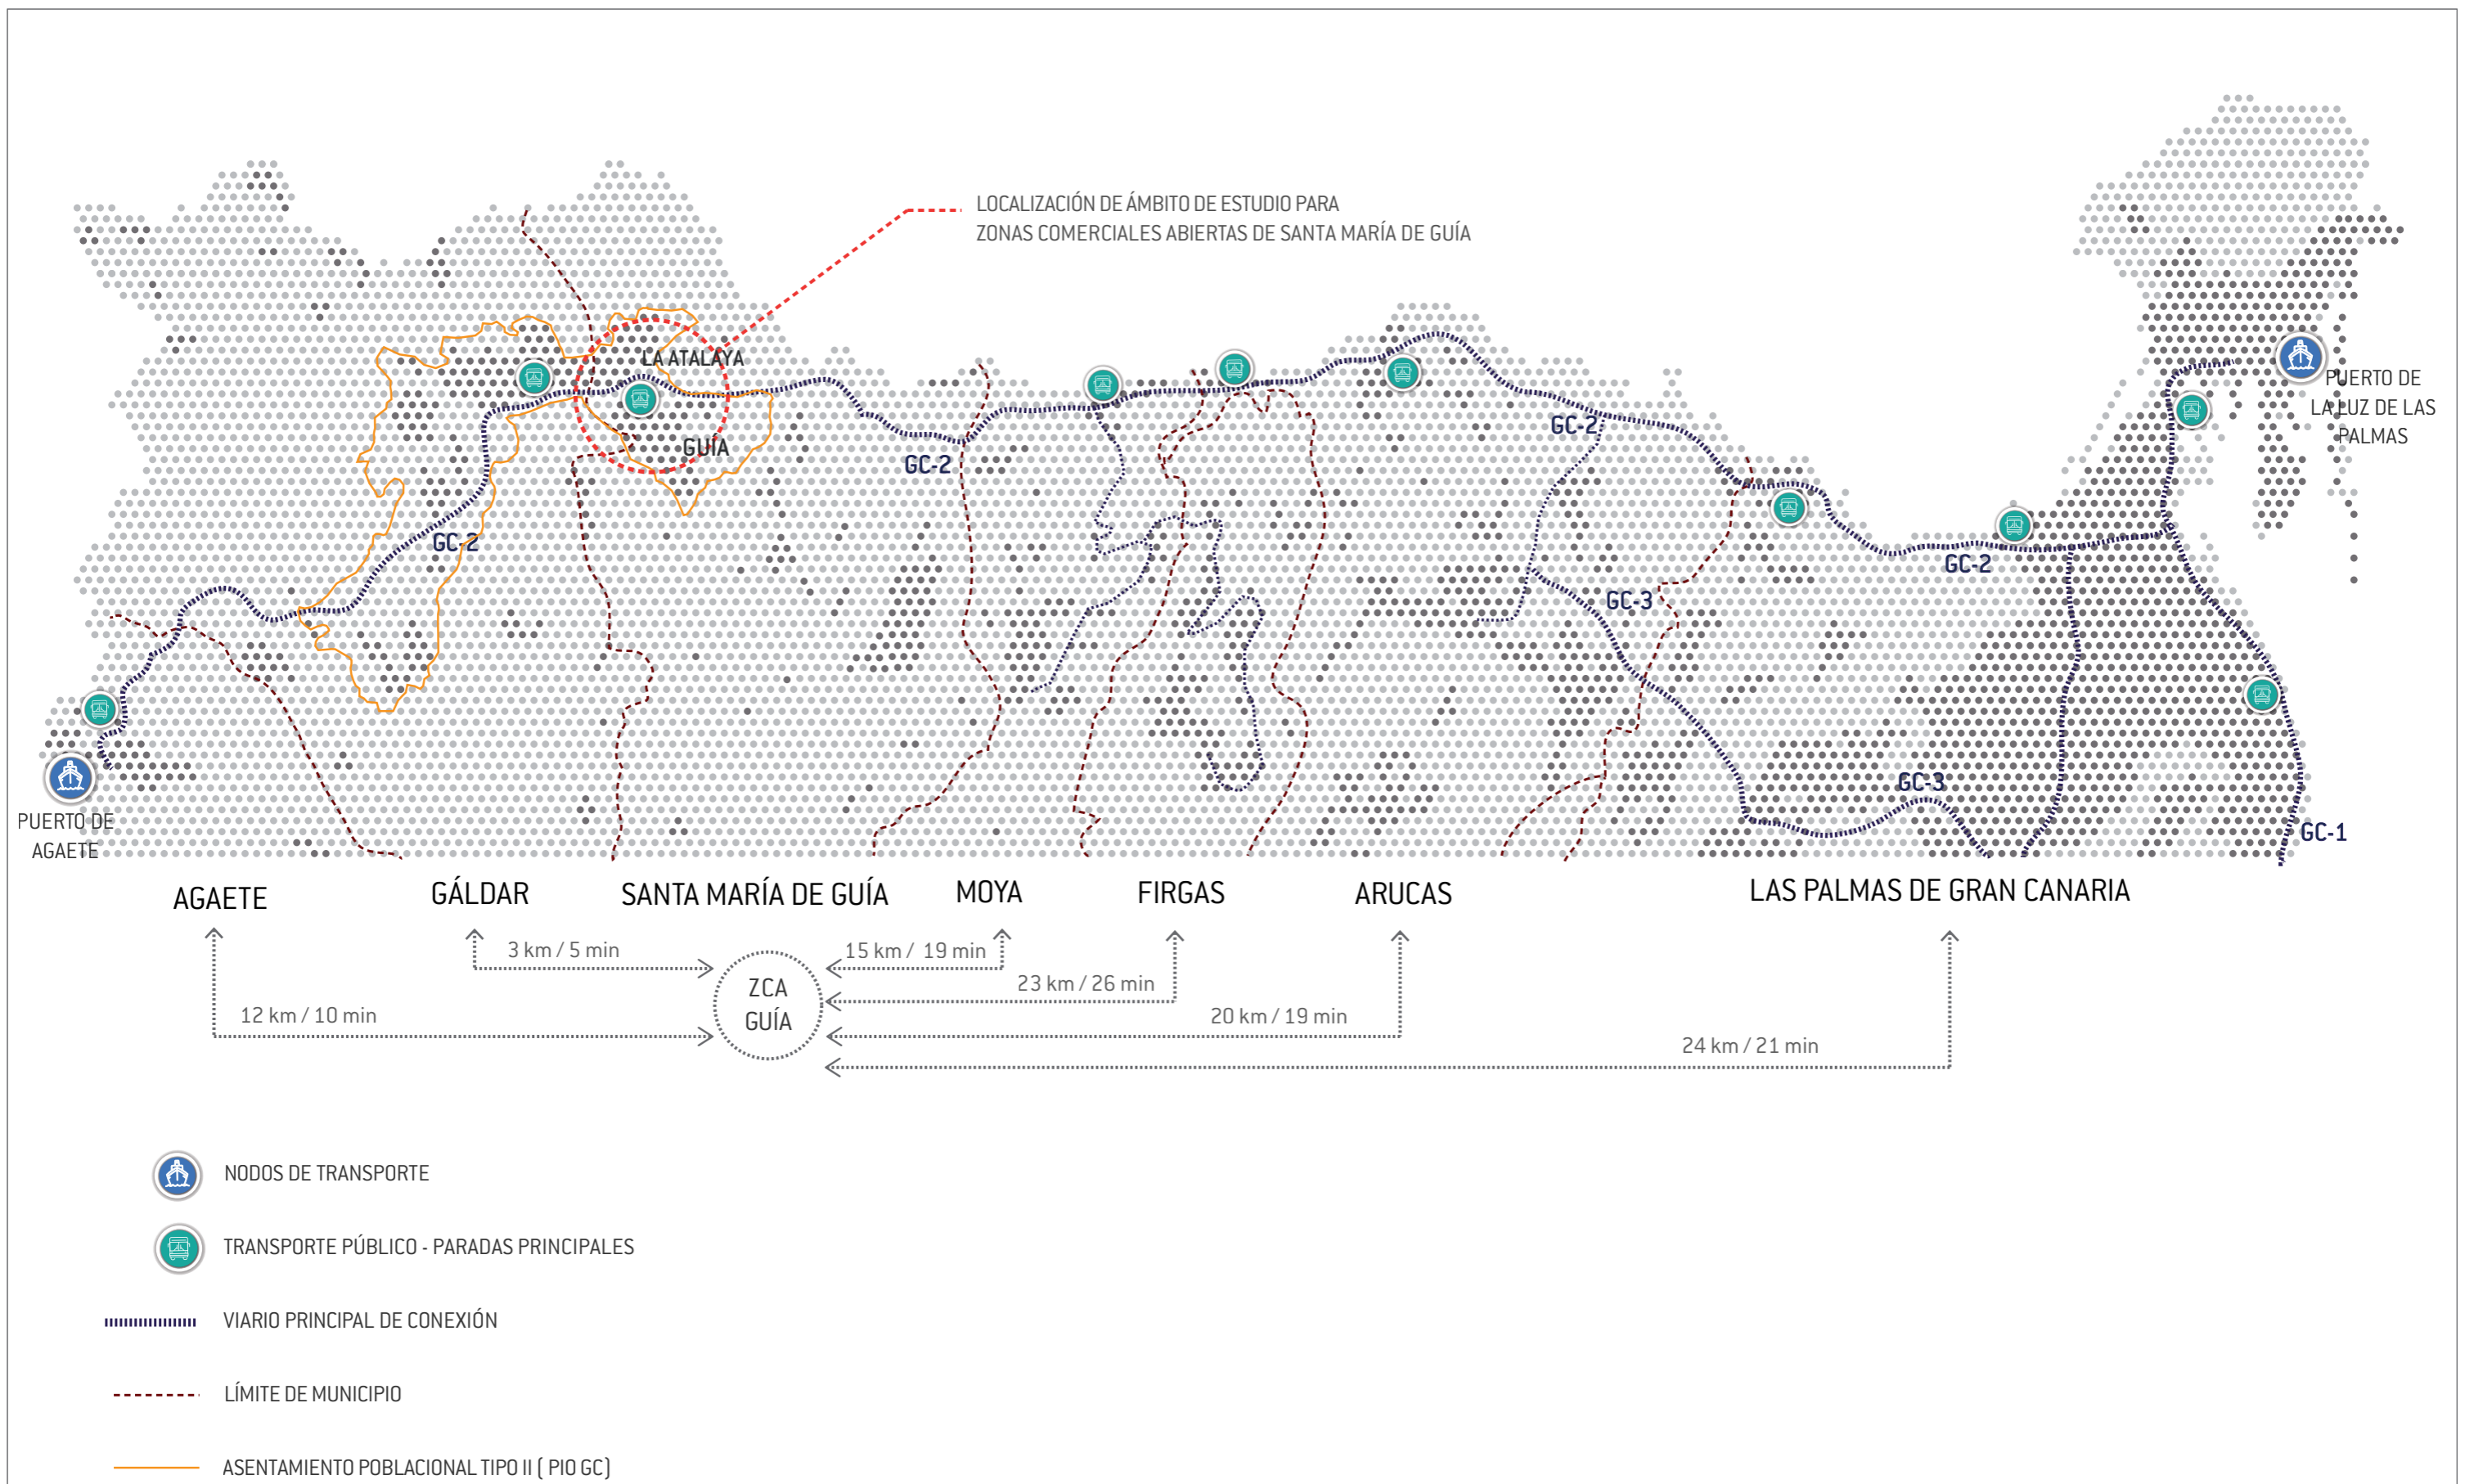 LOCALIZACIÓN DE ÁMBITO DE ESTUDIO PARA
ZONAS COMERCIALES ABIERTAS DE SANTA MARÍA DE GUÍA
LA ATALAYA
GUÍA
GC-2
GC-2
GC-2
GC-2
GC-3
GC-3
GC-1
PUERTO DE
LA LUZ DE LAS
PALMAS
PUERTO DE
AGAETE
AGAETE
GÁLDAR
SANTA MARÍA DE GUÍA
MOYA
FIRGAS
ARUCAS
LAS PALMAS DE GRAN CANARIA
3 km / 5 min
15 km / 19 min
23 km / 26 min
12 km / 10 min
20 km / 19 min
24 km / 21 min
ZCA
GUÍA
NODOS DE TRANSPORTE
TRANSPORTE PÚBLICO - PARADAS PRINCIPALES
VIARIO PRINCIPAL DE CONEXIÓN
LÍMITE DE MUNICIPIO
ASENTAMIENTO POBLACIONAL TIPO II ( PIO GC)